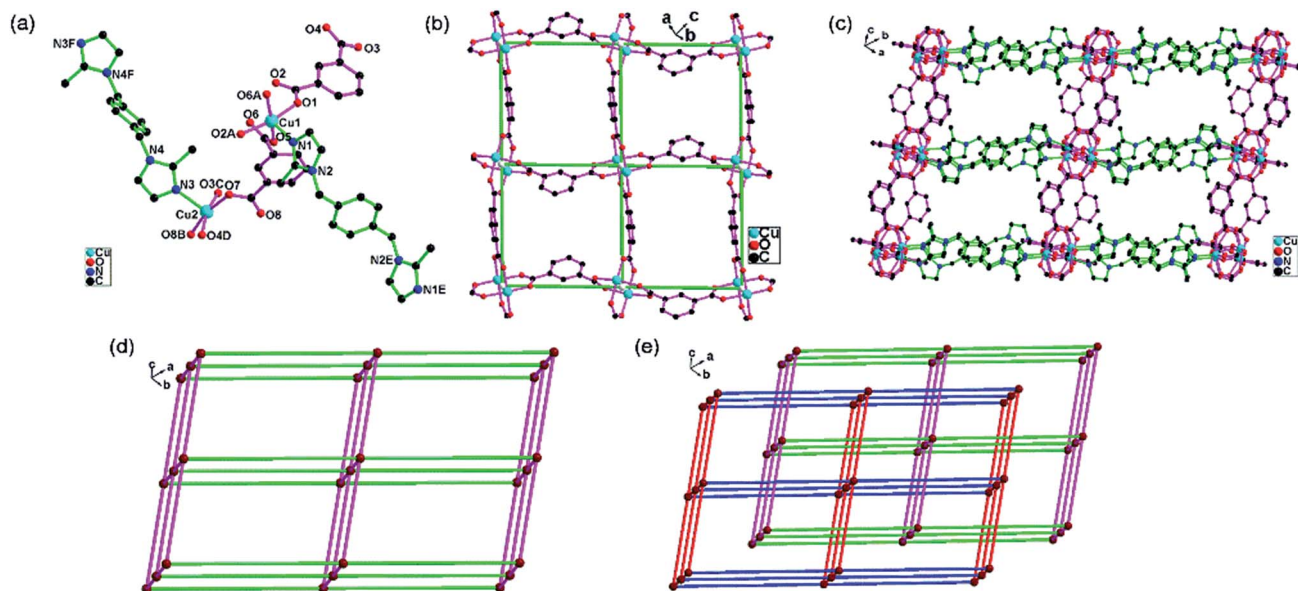 (a)
N3F
N4F
O4
O3
O2
O6A
O1
O6
Cu1
O2A
O5
N1
N4
N2
N3
O3C
O7
Cu2
O8
O8B
O4D
N2E
N1E
Cu
O
N
C
(b)
a
c
b
Cu
O
C
(c)
c
b
a
Cu
O
N
C
(d)
c
a
b
(e)
c
a
b